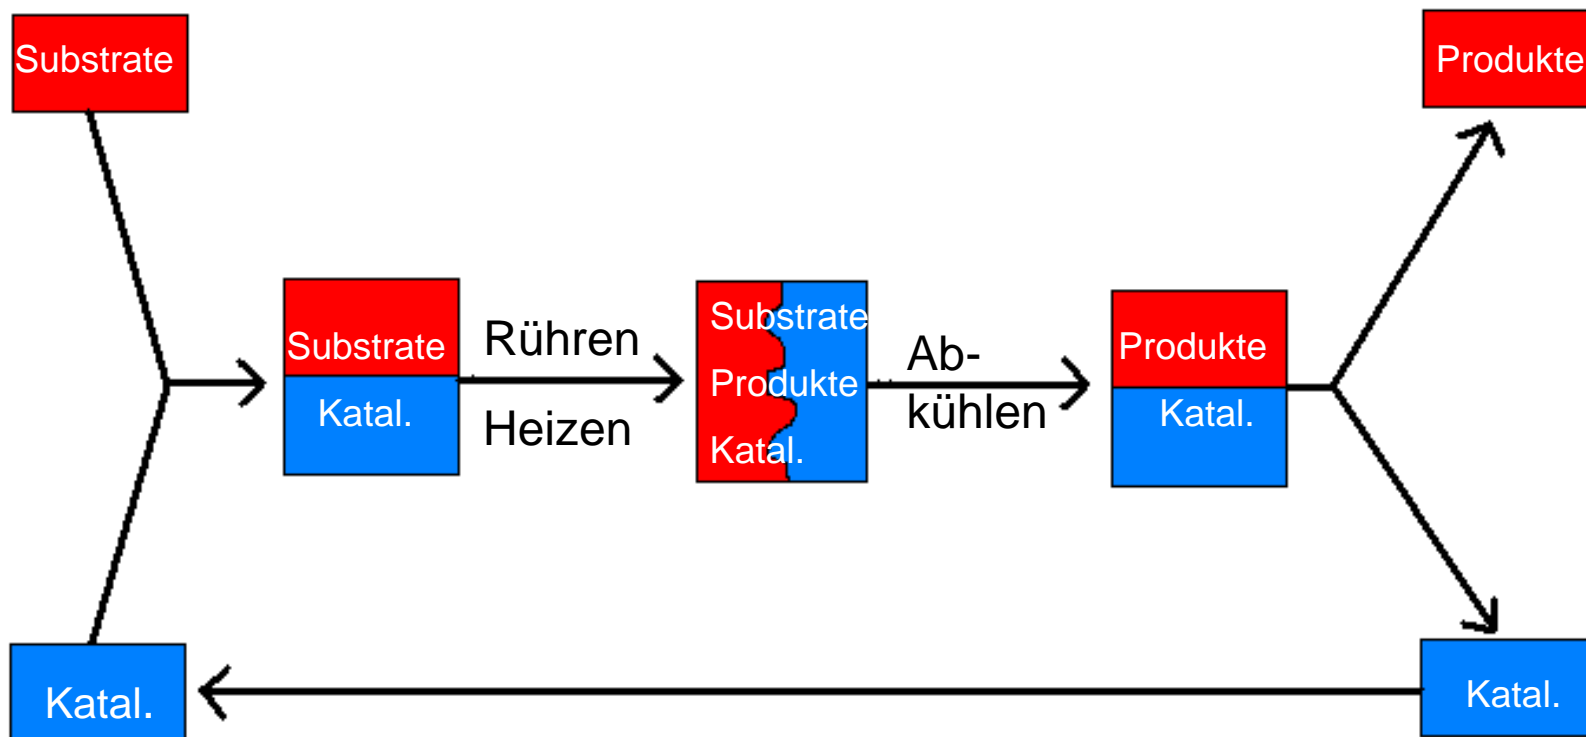 Substrate
Produkte
Substrate
Katal.
Rühren
Heizen
Substrate
Produkte
Katal.
Ab-
kühlen
Produkte
Katal.
Katal.
Katal.